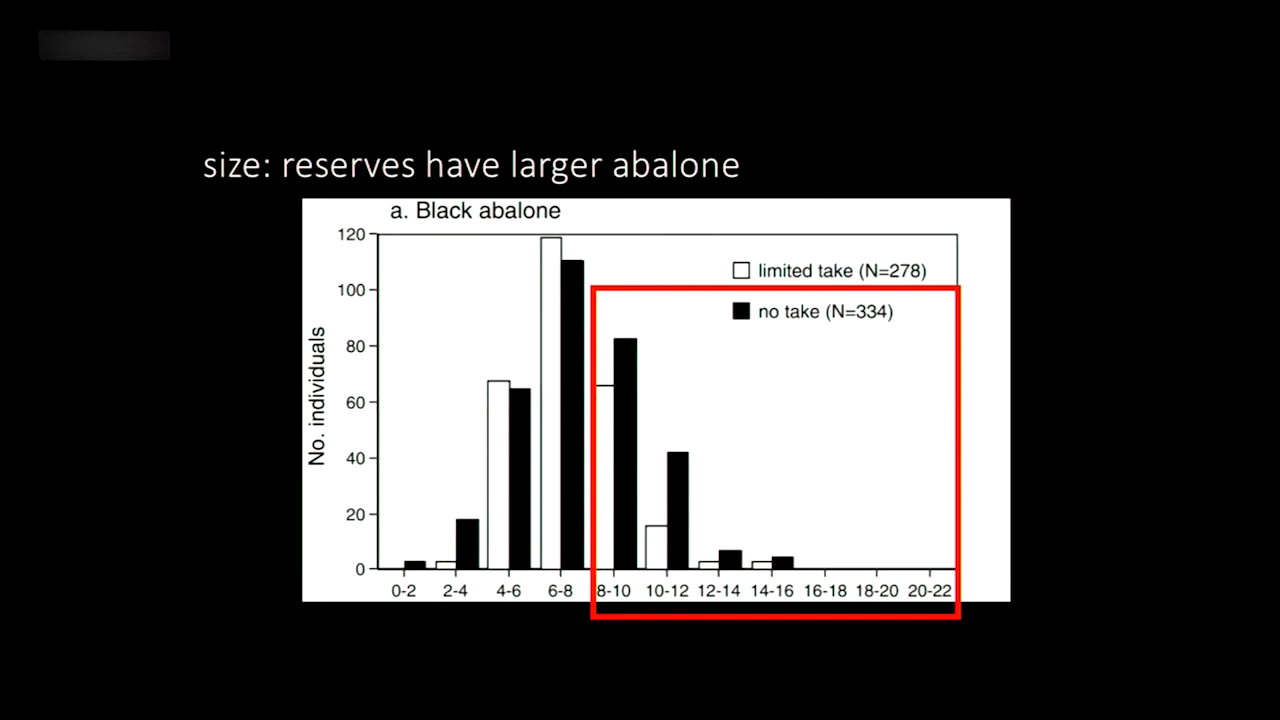 size: reserves have larger abalone
a. Black abalone
120
100
80
60
40
20
0
No. individuals
limited take (N=278)
no take (N=334)
0-2 2-4 4-6 6-8 8-10 10-12 12-14 14-16 16-18 18-20 20-22